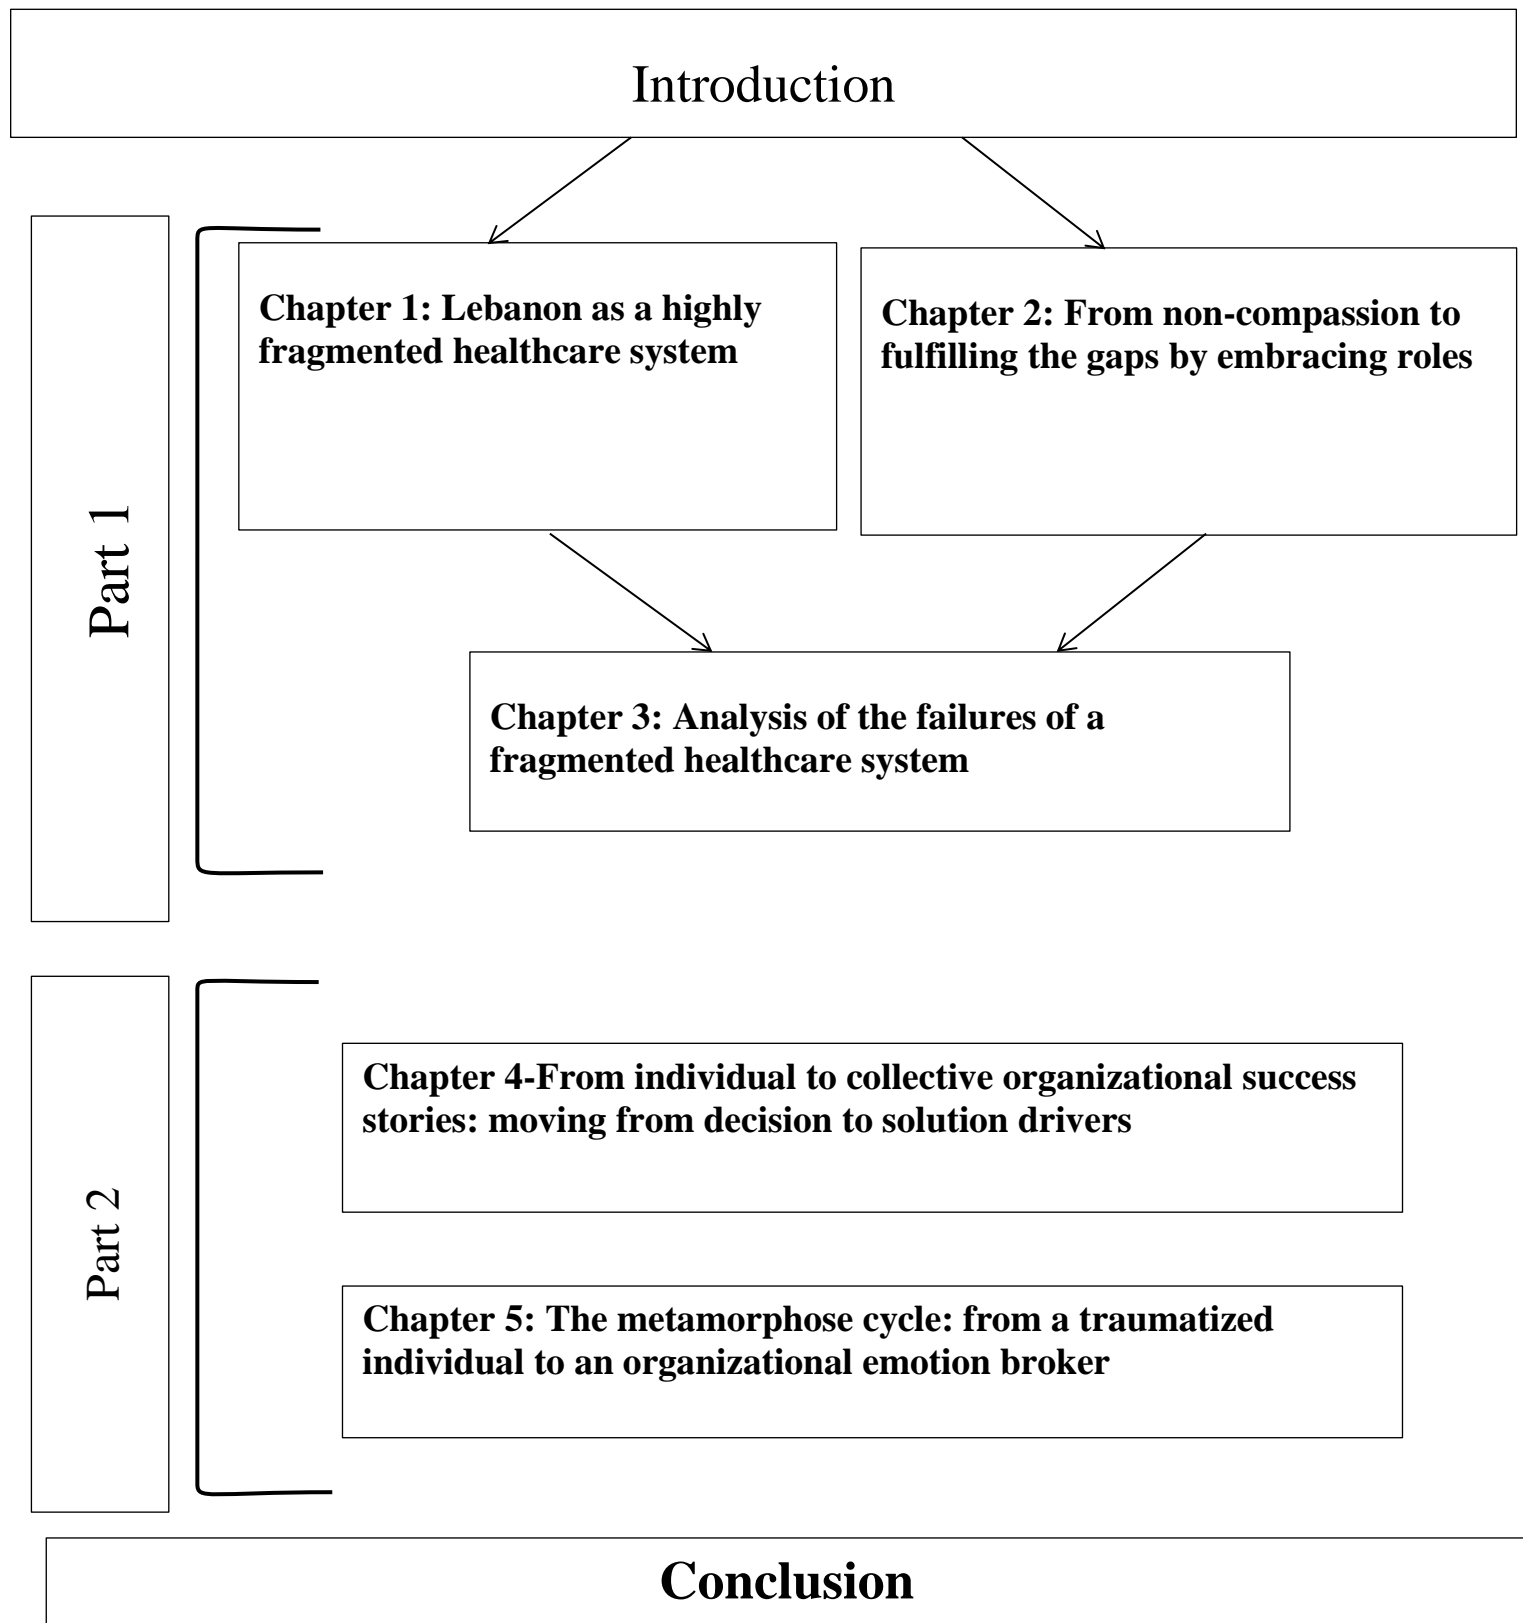 Introduction
Part 1
Chapter 1: Lebanon as a highly
fragmented healthcare system
Chapter 2: From non-compassion to
fulfilling the gaps by embracing roles
Chapter 3: Analysis of the failures of a
fragmented healthcare system
Part 2
Chapter 4-From individual to collective organizational success
stories: moving from decision to solution drivers
Chapter 5: The metamorphose cycle: from a traumatized
individual to an organizational emotion broker
Conclusion